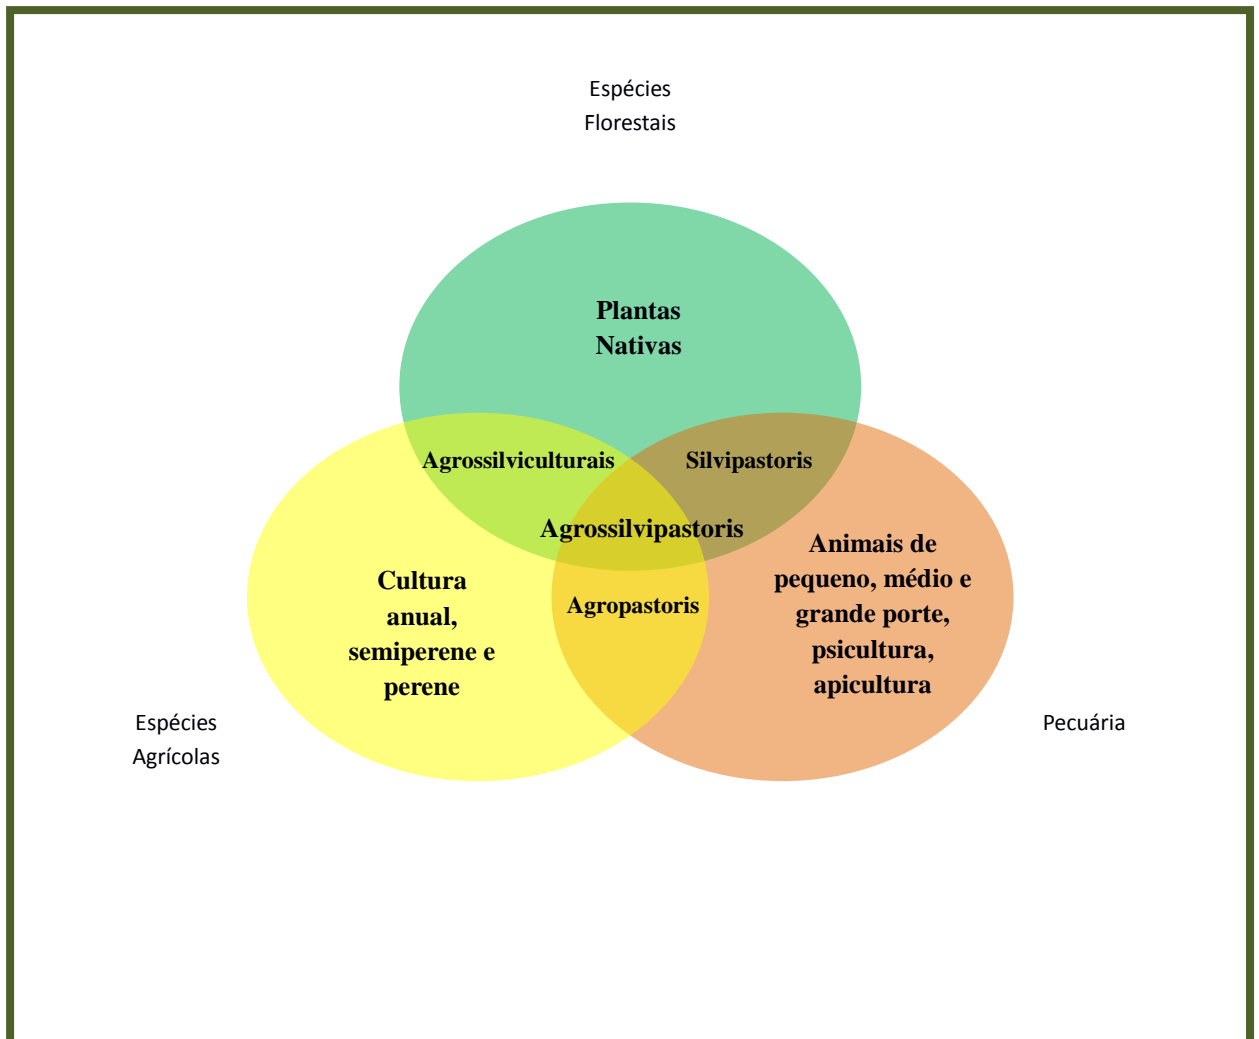 Espécies
Florestais
Plantas
Nativas
Agrossilviculturais
Silvipastoris
Agrossilvipastoris
Animais de
pequeno, médio e
grande porte,
psicultura,
apicultura
Cultura
anual,
semiperene e
perene
Agropastoris
Espécies
Agrícolas
Pecuária